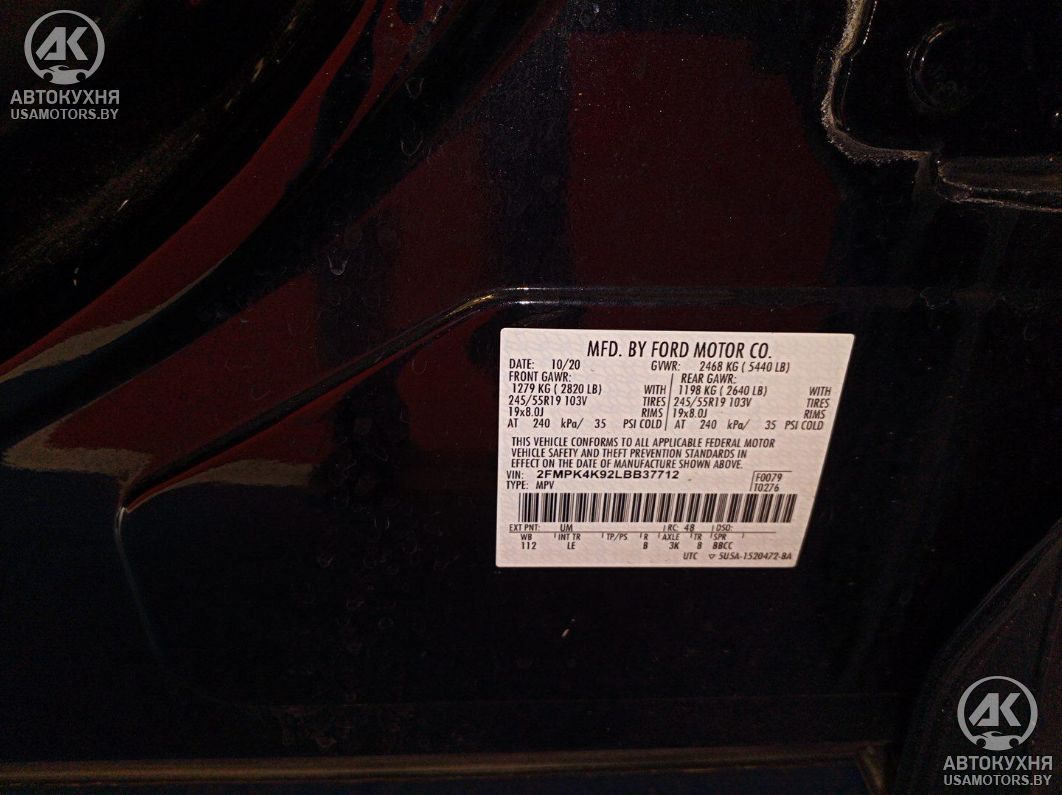 AK
АВТОКУХНЯ
USAMOTORS.BY
MFD. BY FORD MOTOR CO.
DATE: 10/20 GVWR: 2468 KG ( 5440 LB)
FRONT GAWR: REAR GAWR:
1279 KG ( 2820 LB) WITH 1198 KG ( 2640 LB) WITH
245/55R19 103V TIRES 245/55R19 103V TIRES
19x8.0J RIMS 19x8.0J RIMS
AT 240 kPa/ 35 PSI COLD AT 240 kPa/ 35 PSI COLD
THIS VEHICLE CONFORMS TO ALL APPLICABLE FEDERAL MOTOR
VEHICLE SAFETY AND THEFT PREVENTION STANDARDS IN
EFFECT ON THE DATE OF MANUFACTURE SHOWN ABOVE.
VIN: 2FMPK4K92LBB37712 F0079
TYPE: MPV T0276
EXT PNT: UM RC: 48 DSO:
WB INT TR TP/PS R AXLE TR SPR
112 LE B 3K B BBCC
UTC ▽ 5U5A-1520472-BA
AK
АВТОКУХНЯ
USAMOTORS.BY